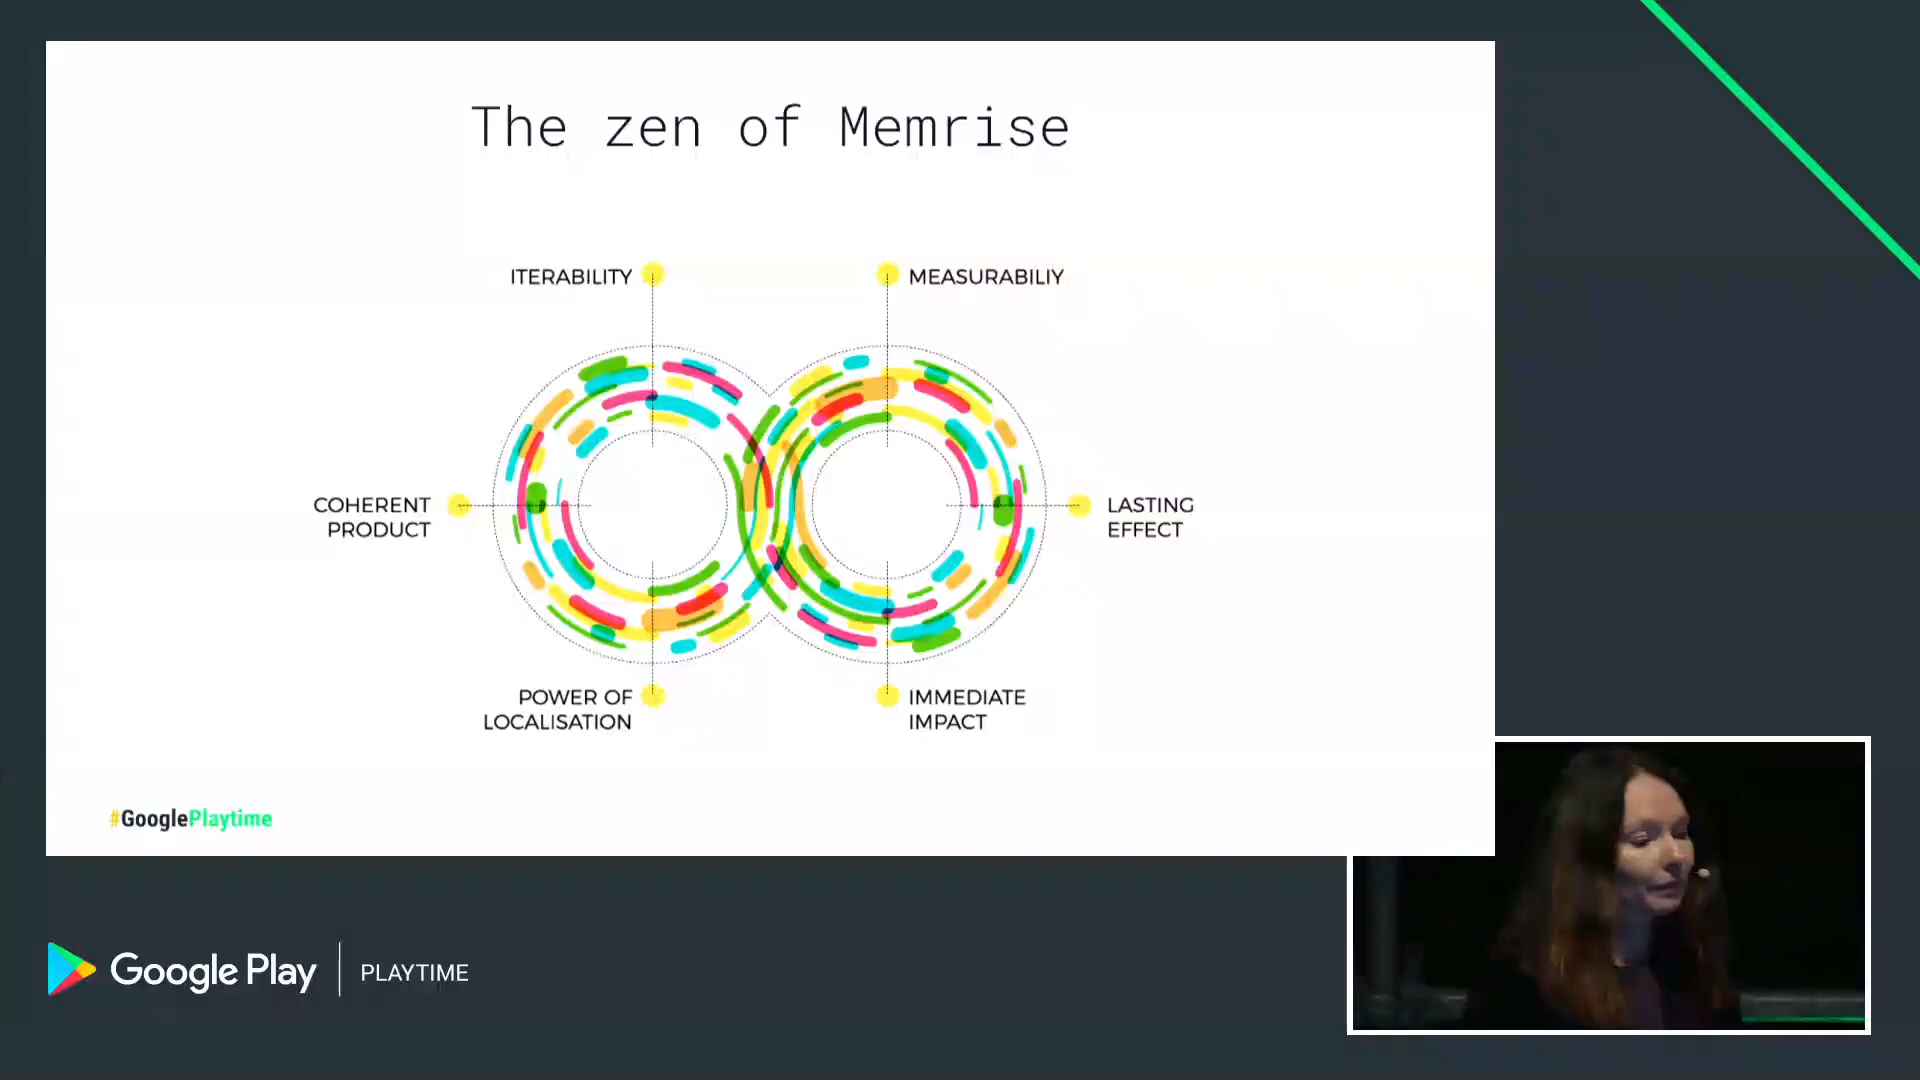 The zen of Memrise
ITERABILITY
MEASURABILIY
COHERENT
PRODUCT
LASTING
EFFECT
POWER OF
LOCALISATION
IMMEDIATE
IMPACT
#GooglePlaytime
Google Play | PLAYTIME